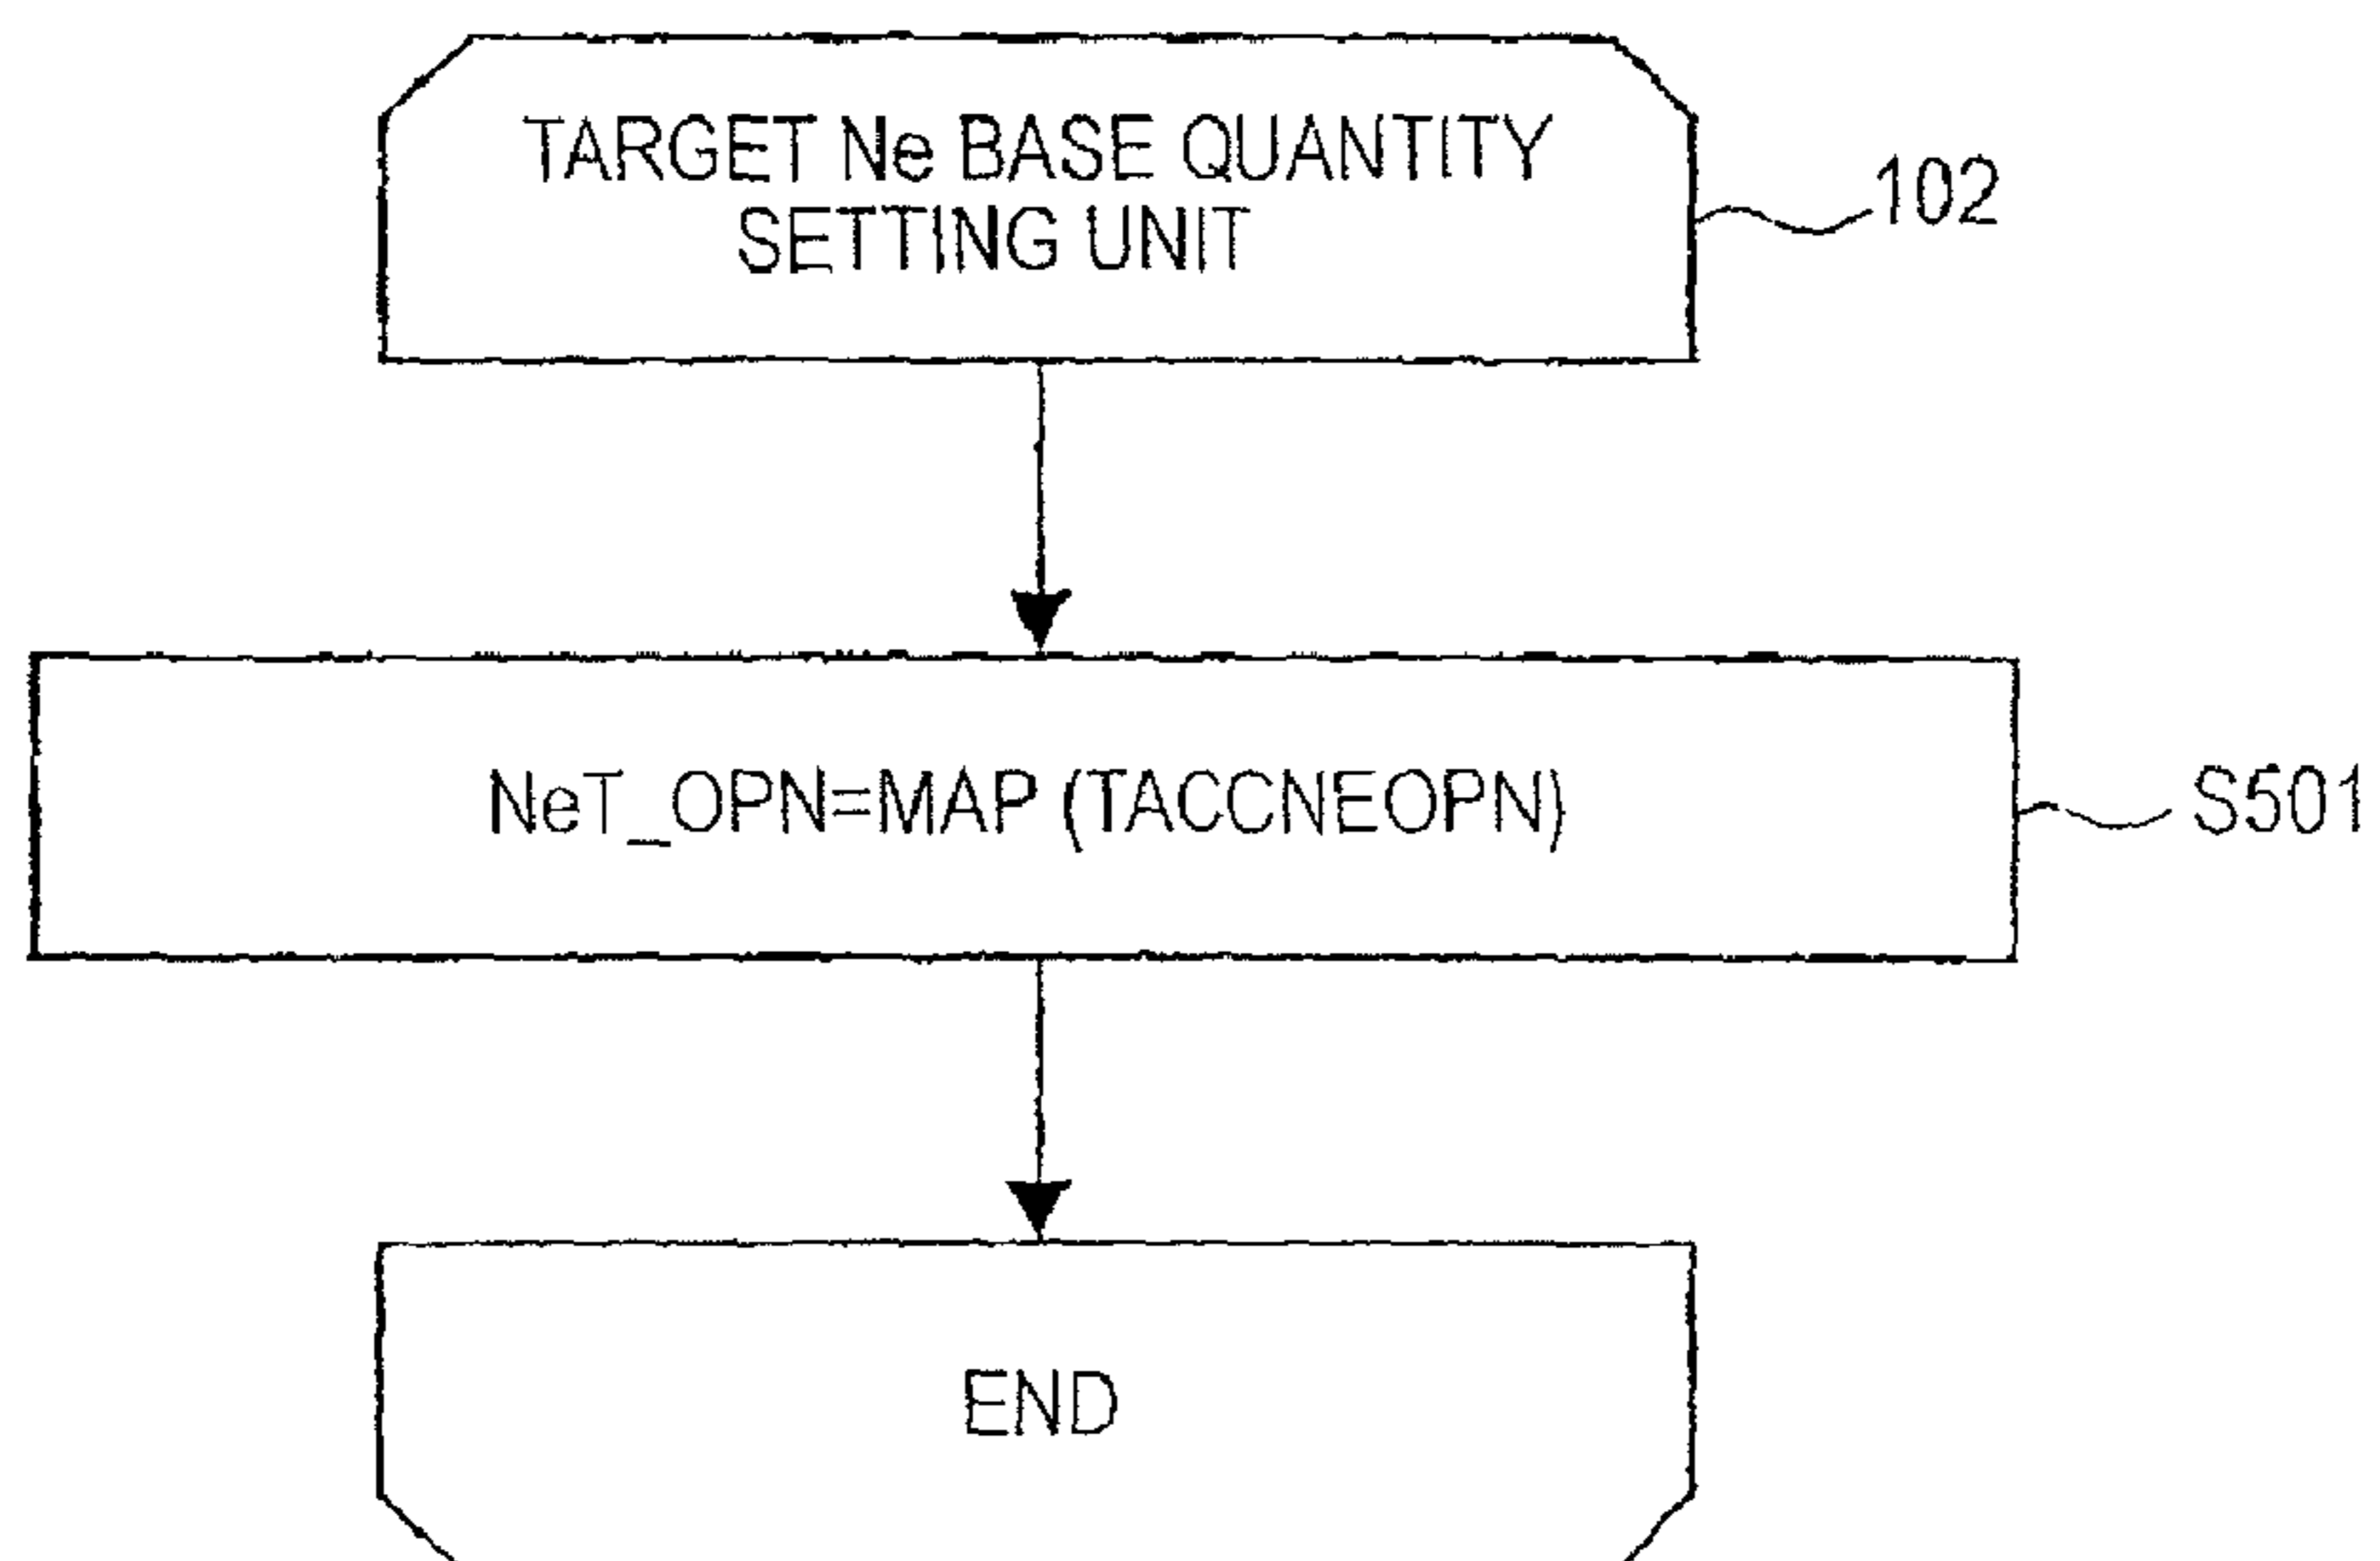 TARGET Ne BASE QUANTITY
SETTING UNIT
102
NeT_OPN=MAP (TACCNEOPN)
S501
END